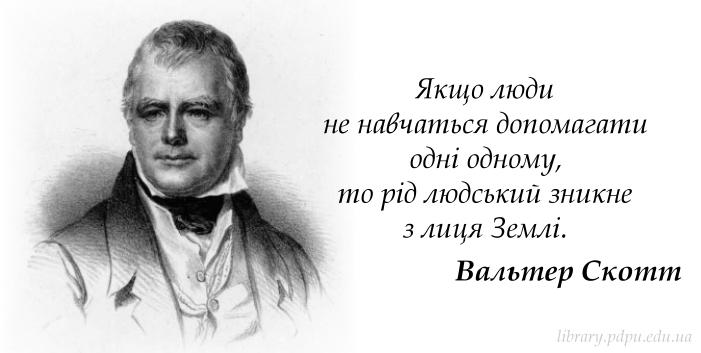 Якщо люди
не навчаться допомагати
одні одному,
то рід людський зникне
з лиця Землі.
Вальтер Скотт
library.pdpu.edu.ua